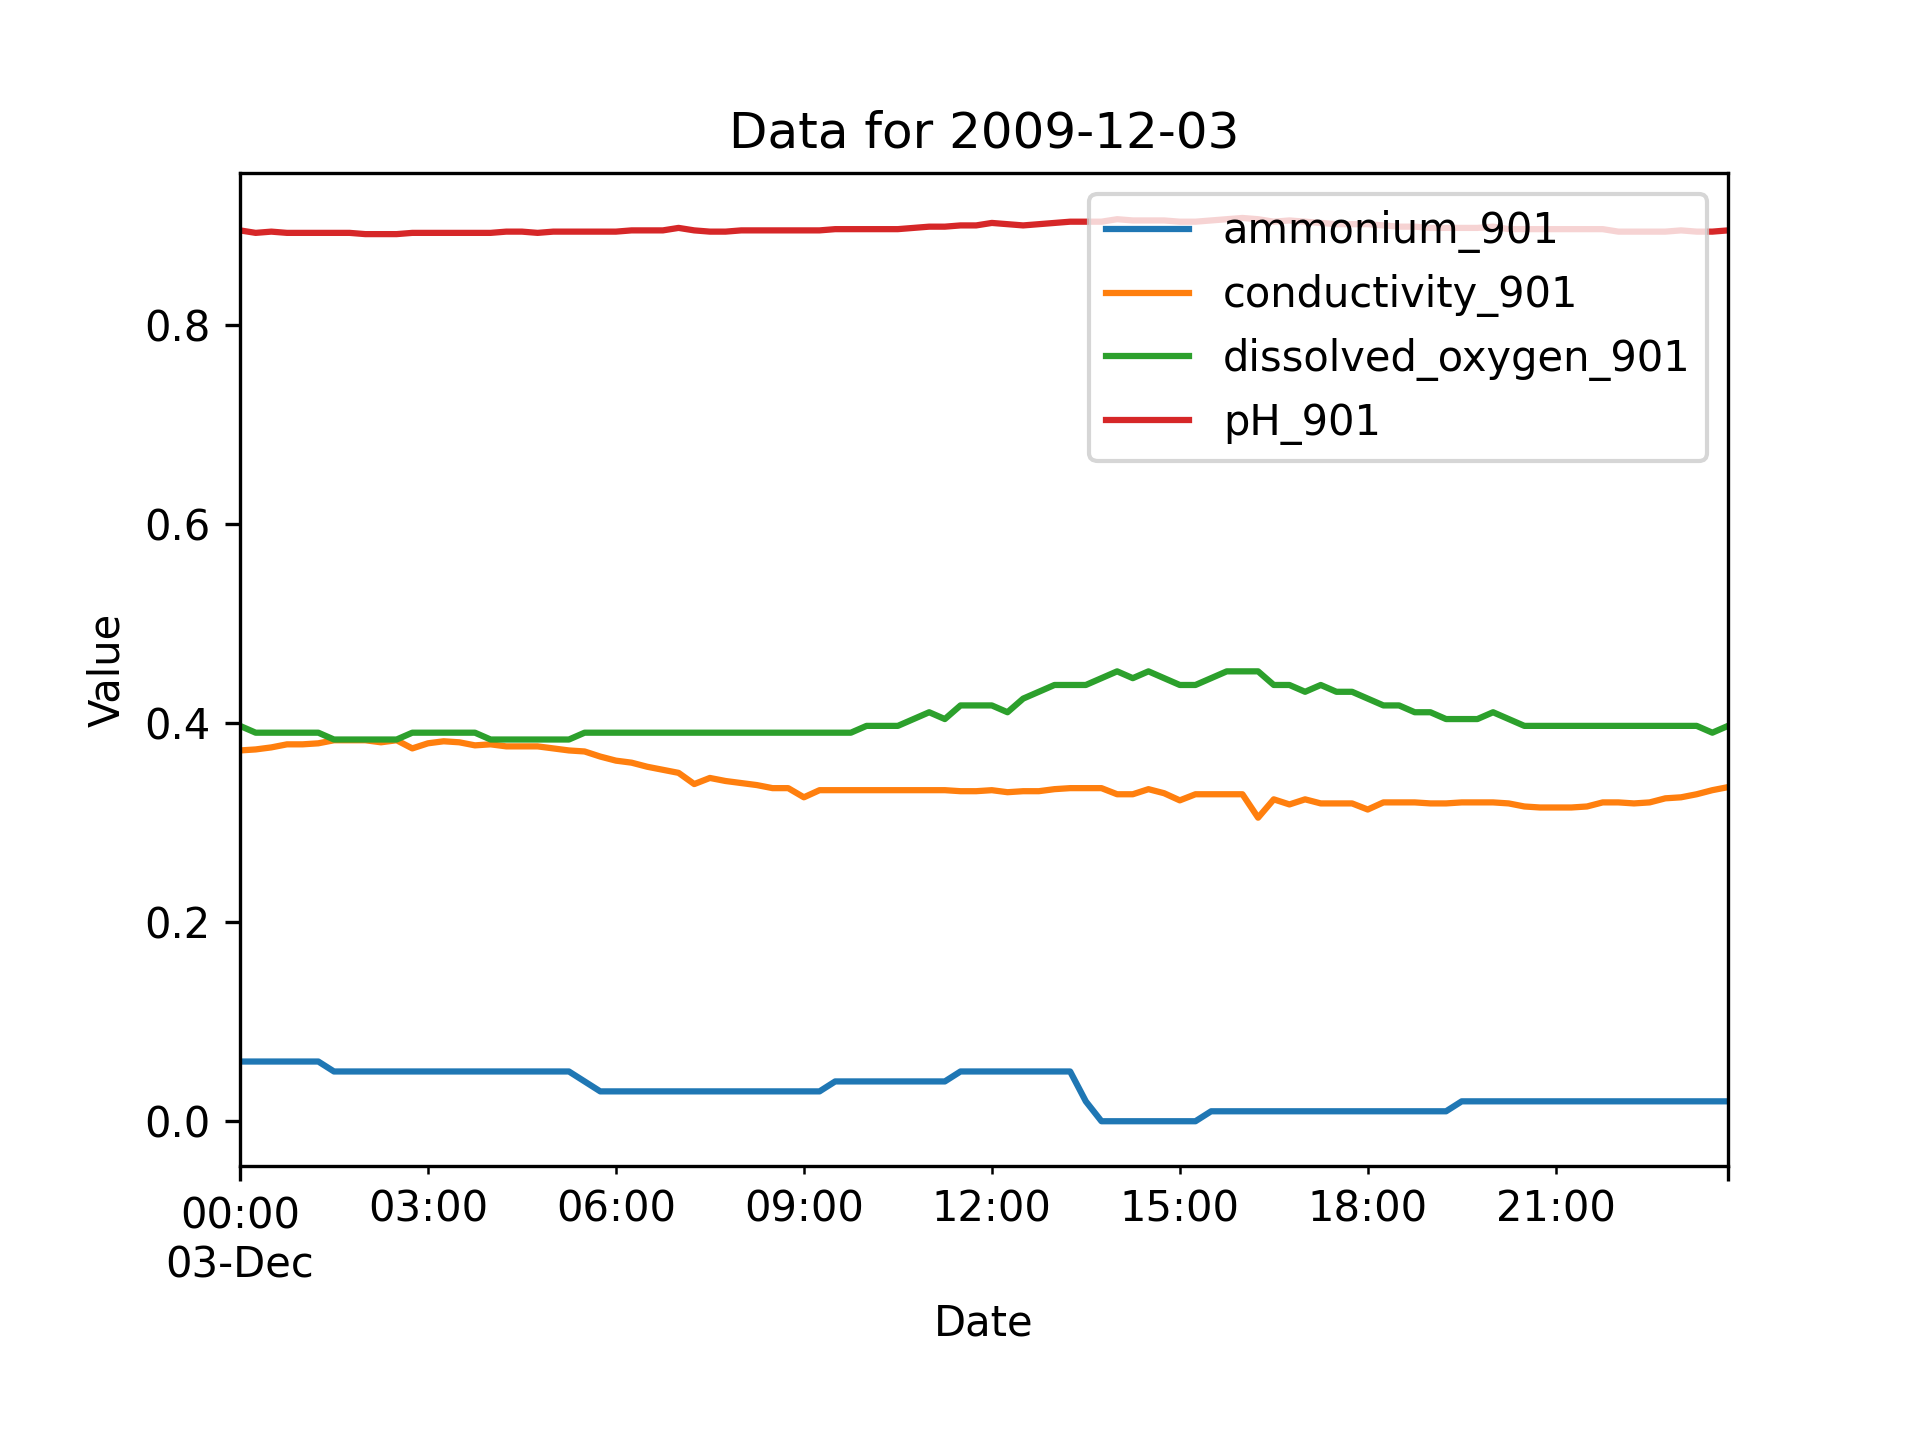 Data for 2009-12-03
ammonium_901
conductivity_901
dissolved_oxygen_901
pH_901
Value
0.8
0.6
0.4
0.2
0.0
00:00 03:00 06:00 09:00 12:00 15:00 18:00 21:00
03-Dec
Date